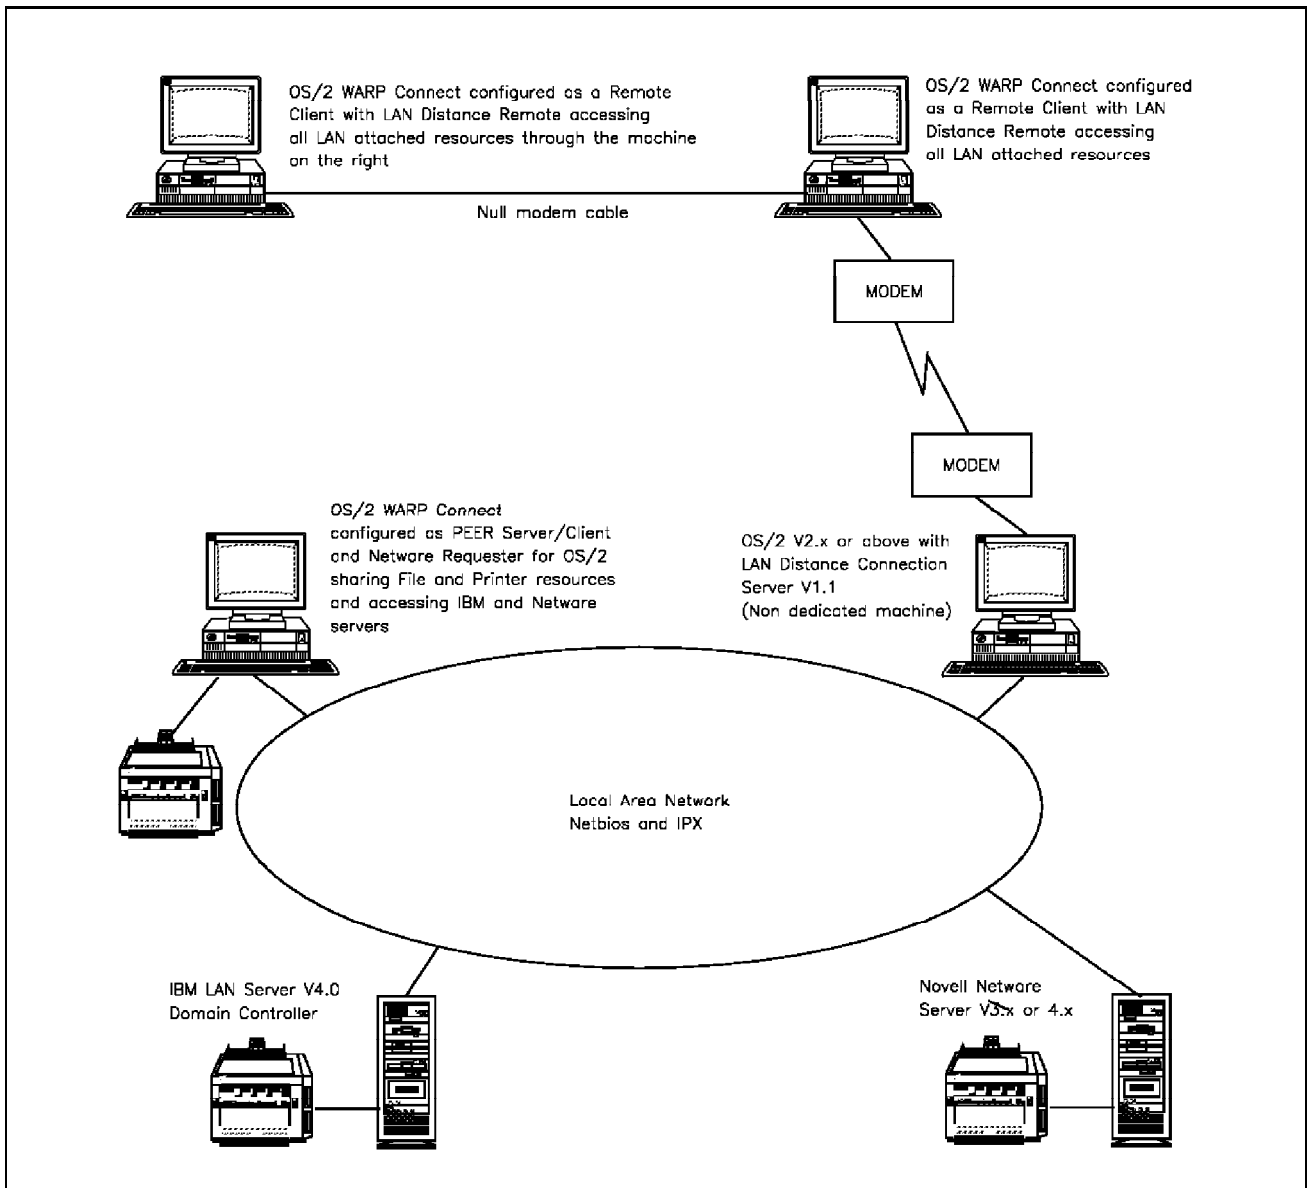 OS/2 WARP Connect configured as a Remote
Client with LAN Distance Remote accessing
all LAN attached resources through the machine
on the right
OS/2 WARP Connect configured
as a Remote Client with LAN
Distance Remote accessing
all LAN attached resources
Null modem cable
MODEM
MODEM
OS/2 WARP Connect
configured as PEER Server/Client
and Netware Requester for OS/2
sharing File and Printer resources
and accessing IBM and Netware
servers
OS/2 V2.x or above with
LAN Distance Connection
Server V1.1
(Non dedicated machine)
Local Area Network
Netbios and IPX
IBM LAN Server V4.0
Domain Controller
Novell Netware
Server V3.x or 4.x